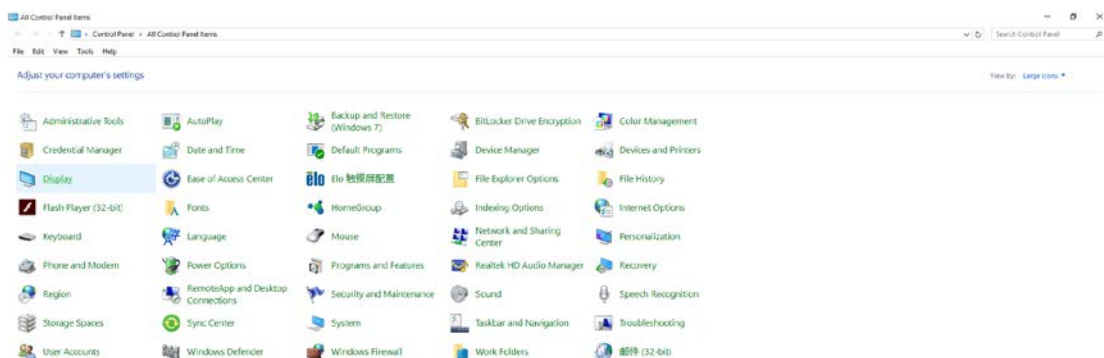 All Control Panel Items
Control Panel > All Control Panel Items
Search Control Panel
File Edit View Tools Help
Adjust your computer's settings
View by: Large icons
Administrative Tools
AutoPlay
Backup and Restore
(Windows 7)
BitLocker Drive Encryption
Color Management
Credential Manager
Date and Time
Default Programs
Device Manager
Devices and Printers
Display
Ease of Access Center
elo
Elo 触摸屏配置
File Explorer Options
File History
Flash Player (32-bit)
Fonts
HomeGroup
Indexing Options
Internet Options
Keyboard
Language
Mouse
Network and Sharing
Center
Personalization
Phone and Modem
Power Options
Programs and Features
Realtek HD Audio Manager
Recovery
Region
RemoteApp and Desktop
Connections
Security and Maintenance
Sound
Speech Recognition
Storage Spaces
Sync Center
System
Taskbar and Navigation
Troubleshooting
User Accounts
Windows Defender
Windows Firewall
Work Folders
邮件 (32-bit)